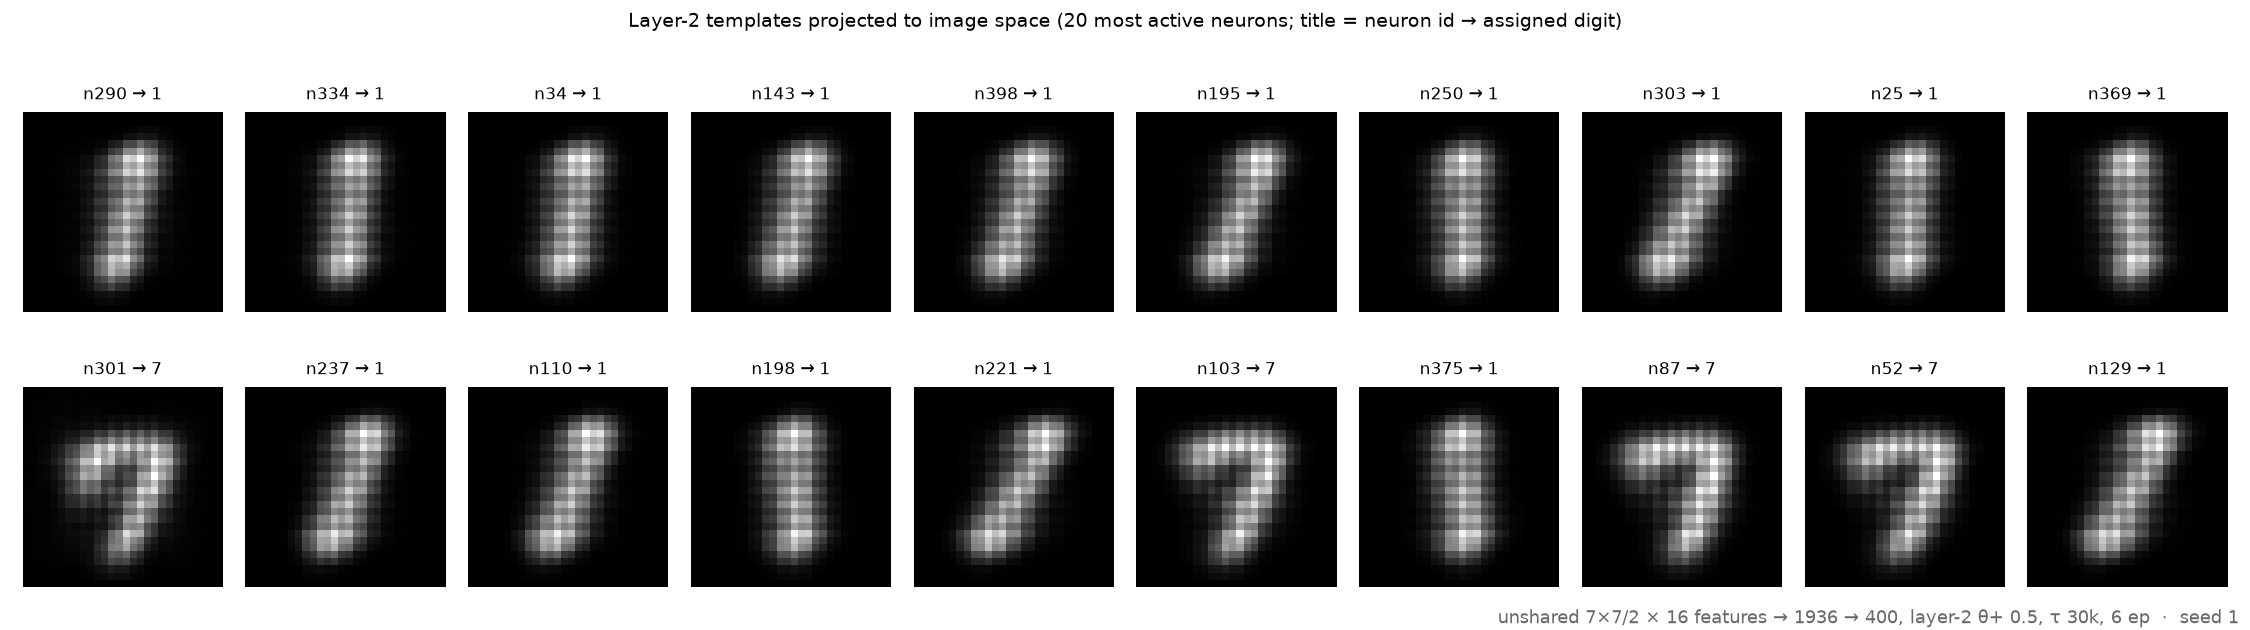 Layer-2 templates projected to image space (20 most active neurons; title = neuron id → assigned digit)
n290 → 1 n334 → 1 n34 → 1 n143 → 1 n398 → 1 n195 → 1 n250 → 1 n303 → 1 n25 → 1 n369 → 1
n301 → 7 n237 → 1 n110 → 1 n198 → 1 n221 → 1 n103 → 7 n375 → 1 n87 → 7 n52 → 7 n129 → 1
unshared 7×7/2 × 16 features → 1936 → 400, layer-2 θ+ 0.5, τ 30k, 6 ep · seed 1